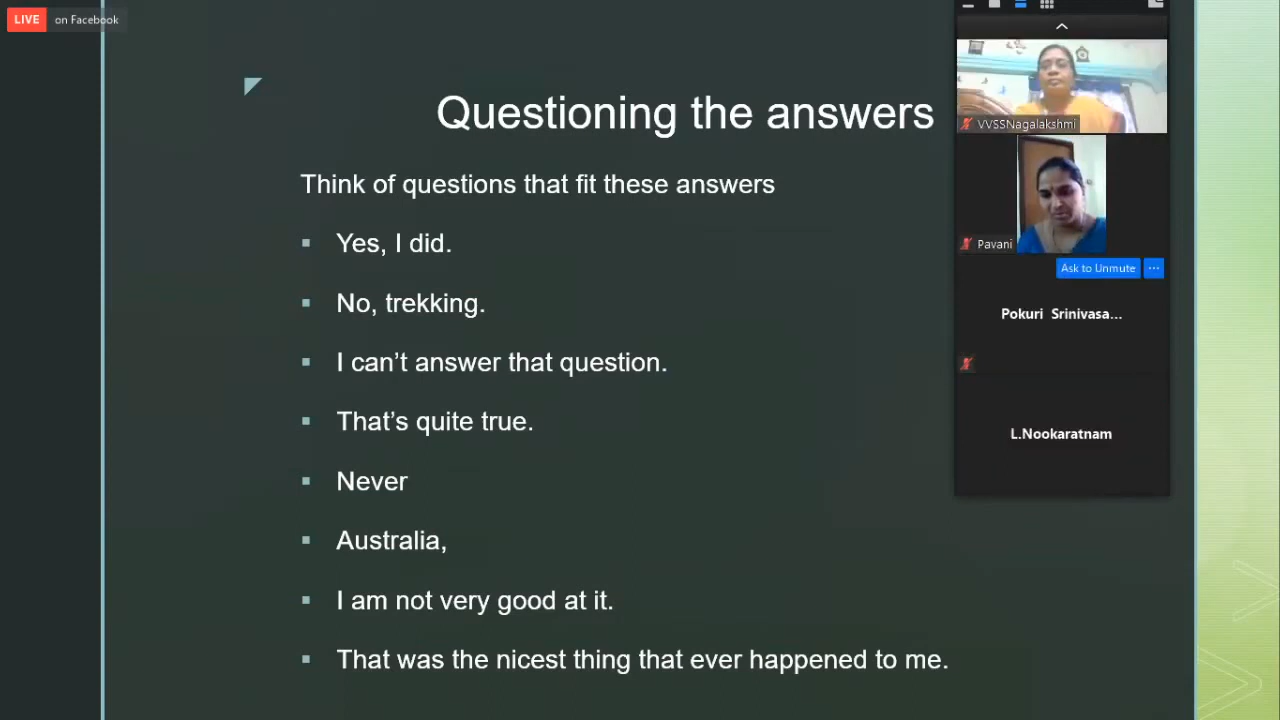 LIVE on Facebook
Questioning the answers
Think of questions that fit these answers
Yes, I did.
No, trekking.
I can't answer that question.
That's quite true.
Never
Australia,
I am not very good at it.
That was the nicest thing that ever happened to me.
VVSSNagalakshmi
Pavani
Ask to Unmute ...
Pokuri Srinivasa...
L.Nookaratnam